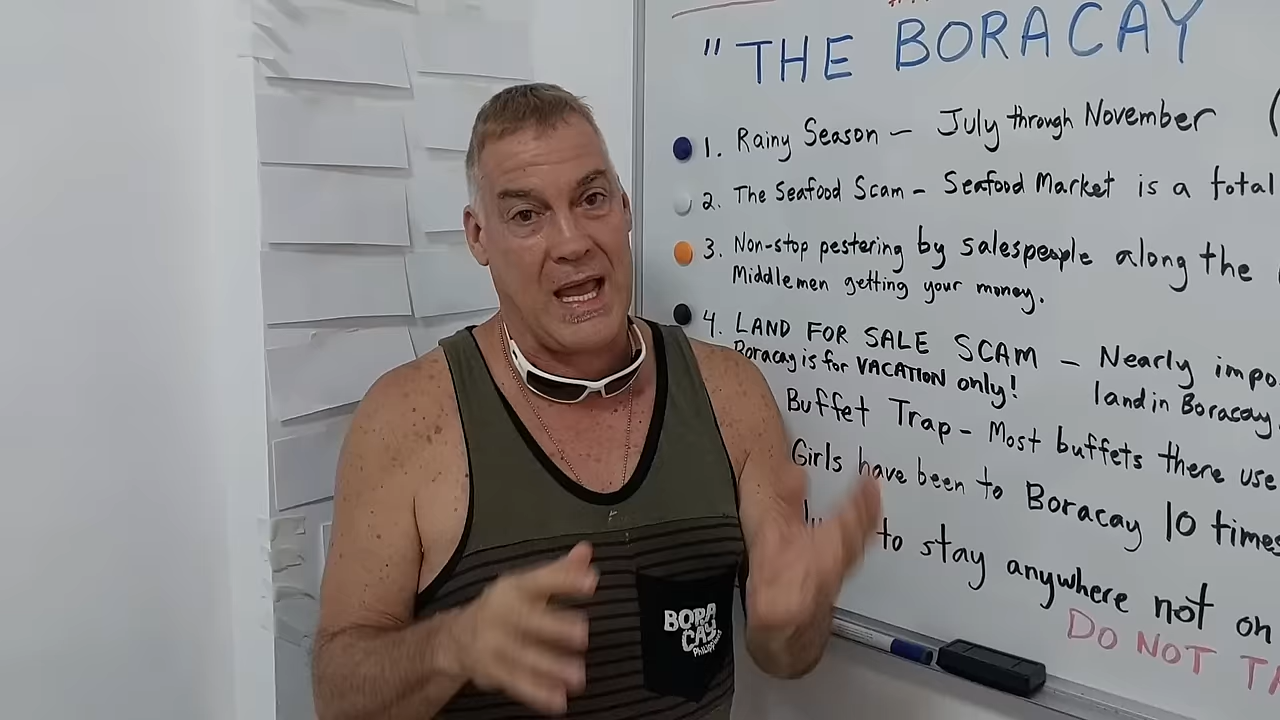 "THE BORACAY
1. Rainy Season – July through November (
2. The Seafood Scam – Seafood Market is a total
3. Non-stop pestering by salespeople along the
Middlemen getting your money.
4. LAND FOR SALE SCAM – Nearly impo
Boracay is for VACATION only! land in Boracay
Buffet Trap – Most buffets there use
Girls have been to Boracay 10 times
to stay anywhere not on
DO NOT TA
BORA
CAY
PHILIPPINES